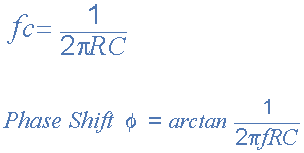 fc= 1 / 2πRC
Phase Shift ϕ = arctan 1 / 2πfRC